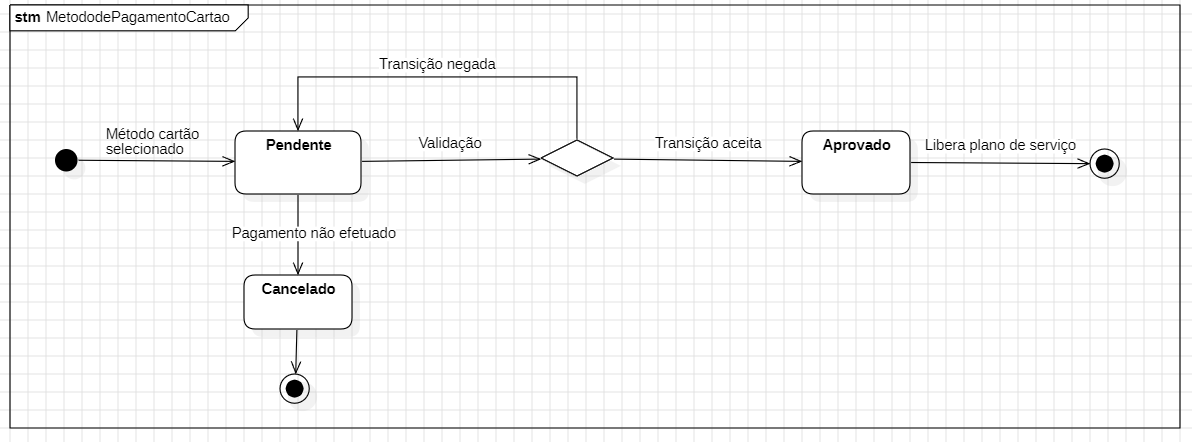 stm MetododePagamentoCartao
Transição negada
Método cartão
selecionado
Pendente
Validação
Transição aceita
Aprovado
Libera plano de serviço
Pagamento não efetuado
Cancelado